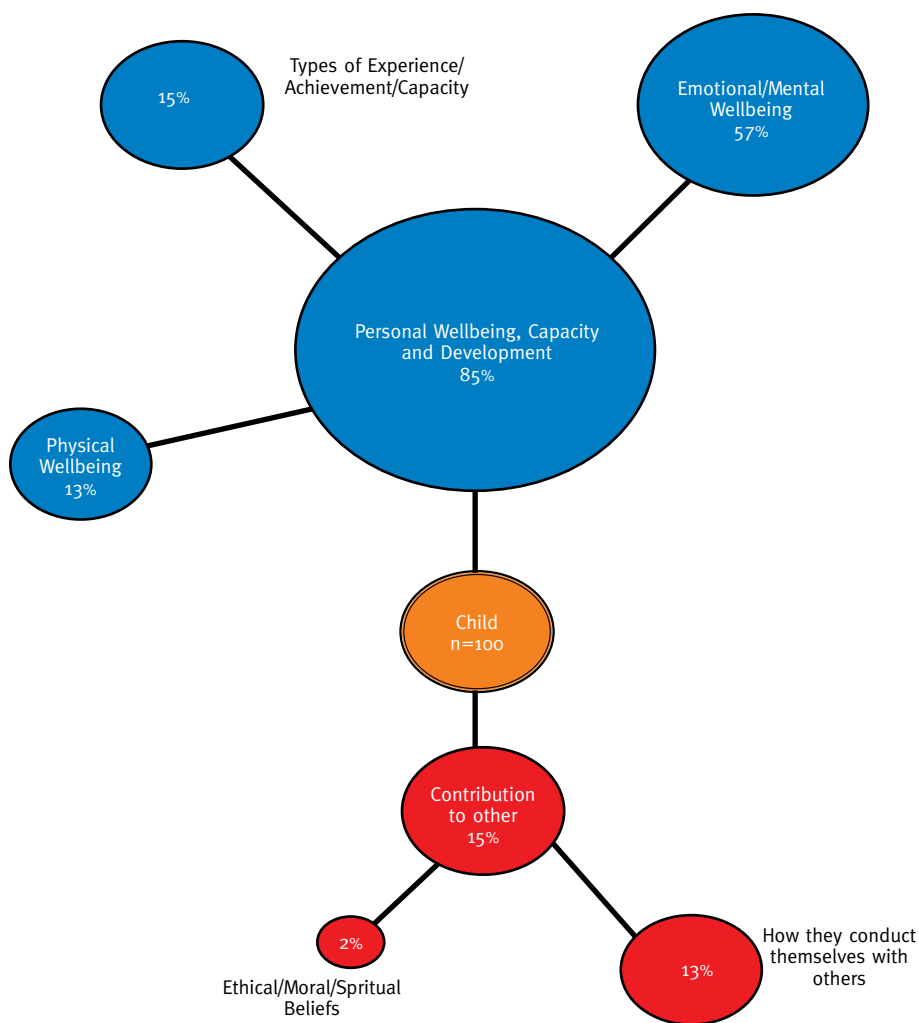 15%
Types of Experience/
Achievement/Capacity
Emotional/Mental
Wellbeing
57%
Personal Wellbeing, Capacity
and Development
85%
Physical
Wellbeing
13%
Child
n=100
Contribution
to other
15%
2%
Ethical/Moral/Spritual
Beliefs
13%
How they conduct
themselves with
others